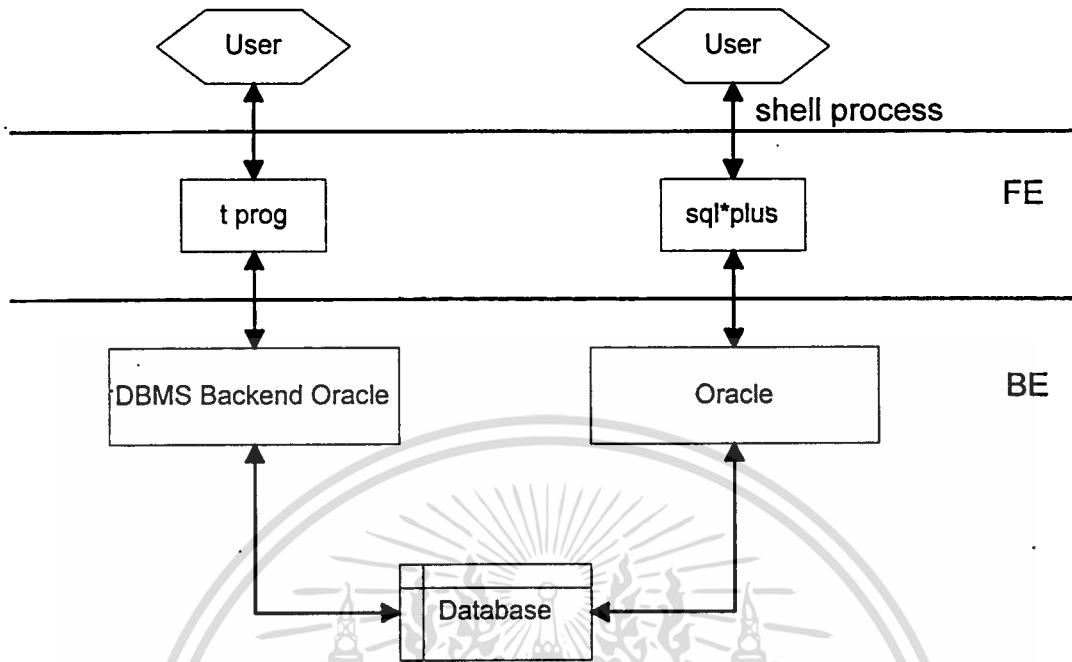 User
User
shell process
FE
t prog
sql*plus
DBMS Backend Oracle
Oracle
BE
Database